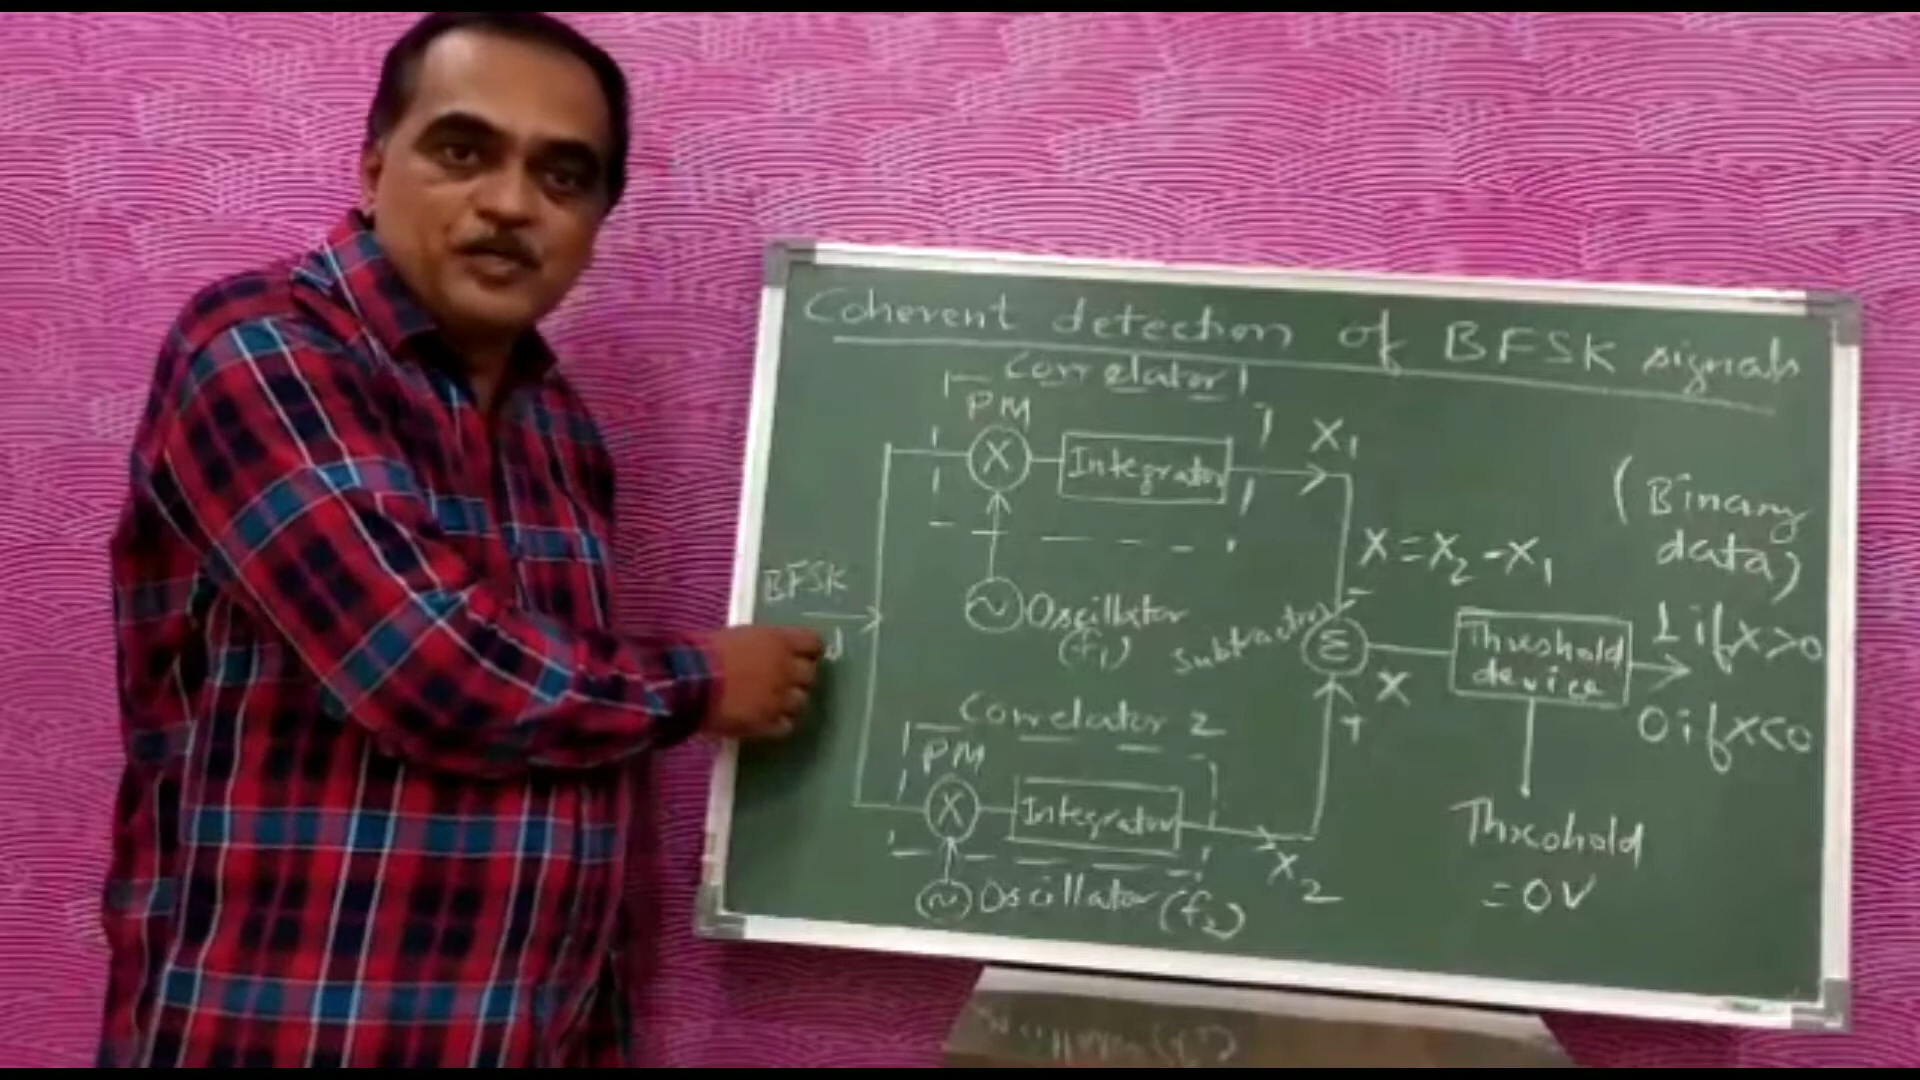 Coherent detection of BFSK signals
Correlator 1
PM
X
Integrator
X1
(Binary
data)
X=X2-X1
BFSK
-
Oscillator
(f1)
Subtractor
Σ
Threshold
device
1 if X>0
X
+
0 if X<0
Correlator 2
PM
X
Integrator
X2
Threshold
=0V
Oscillator (f2)